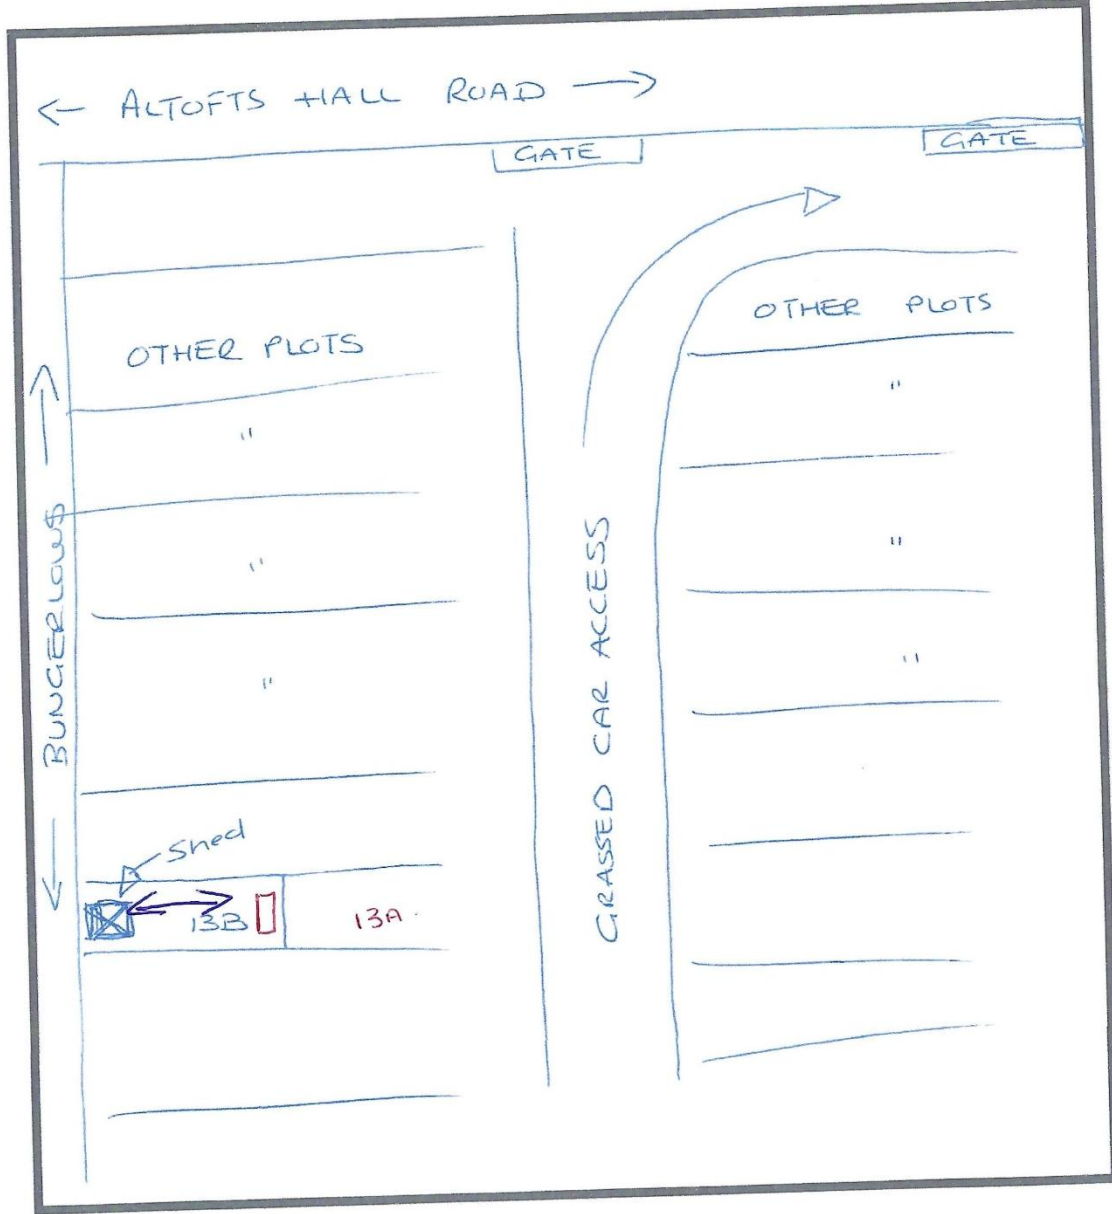 ALTOFTS HALL ROAD
GATE
GATE
OTHER PLOTS
"
"
"
OTHER PLOTS
"
"
"
BUNGERLOWS
GRASSED CAR ACCESS
Shed
13B
13A.